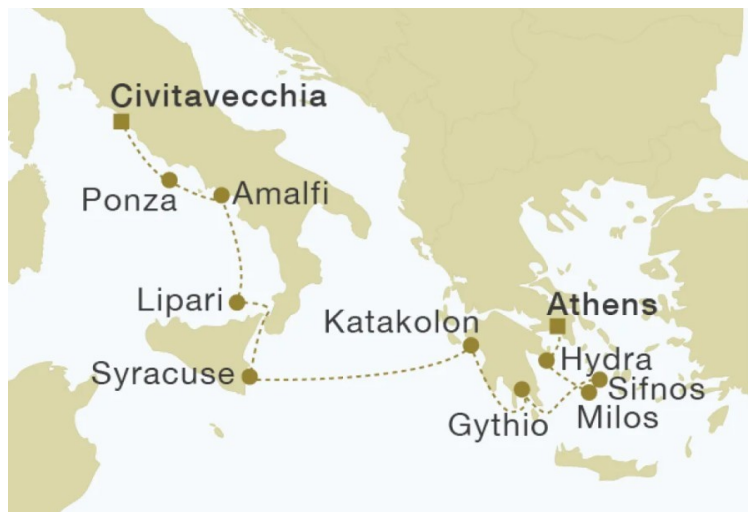 Civitavecchia
Ponza
Amalfi
Lipari
Katakolon
Athens
Syracuse
Hydra
Sifnos
Gythio
Milos